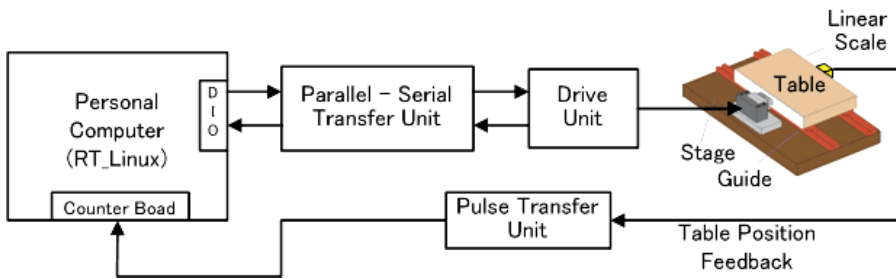 Personal
Computer
(RT_Linux)
D
I
O
Counter Boad
Parallel - Serial
Transfer Unit
Drive
Unit
Linear
Scale
Table
Stage
Guide
Pulse Transfer
Unit
Table Position
Feedback